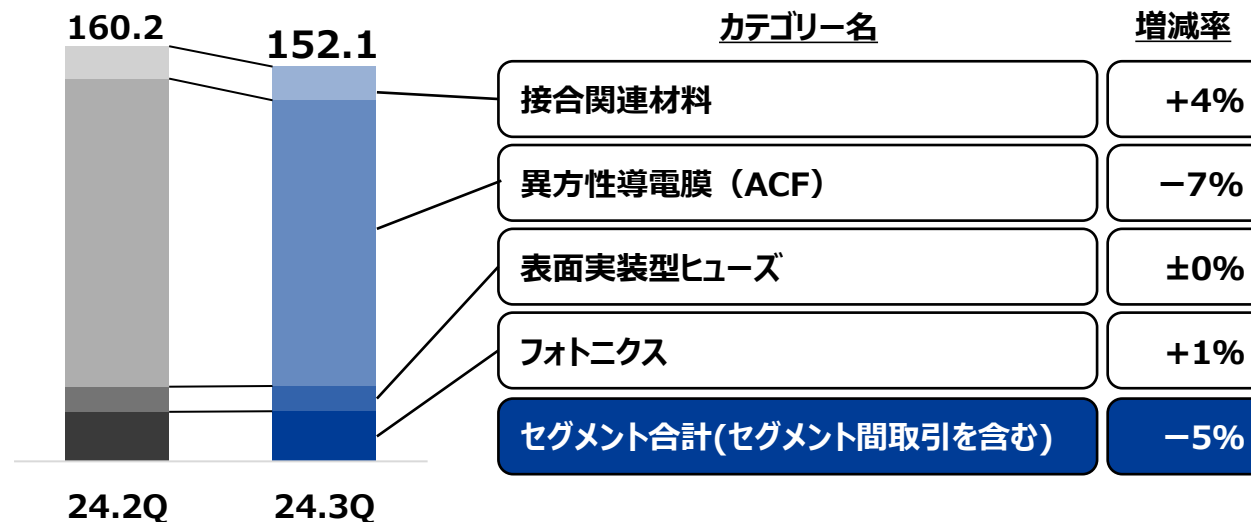 160.2
152.1
カテゴリー名
増減率
接合関連材料
+4%
異方性導電膜（ACF）
−7%
表面実装型ヒューズ
±0%
フォトニクス
+1%
セグメント合計(セグメント間取引を含む)
−5%
24.2Q
24.3Q